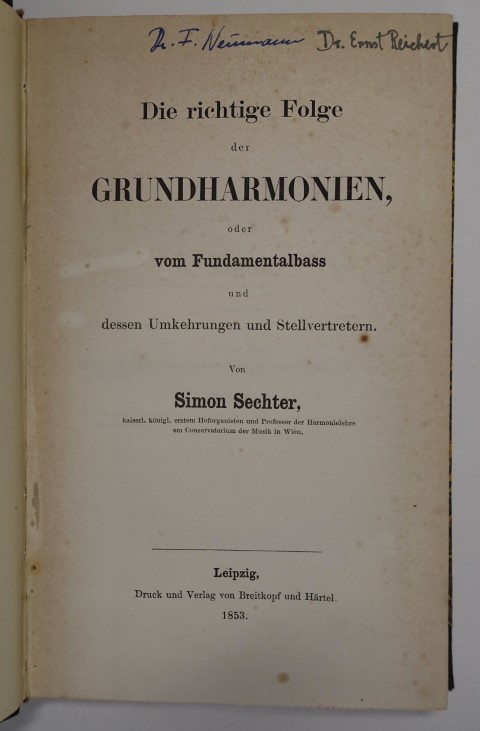 Dr. F. Neumann Dr. Ernst Reichert
Die richtige Folge
der
GRUNDHARMONIEN,
oder
vom Fundamentalbass
und
dessen Umkehrungen und Stellvertretern.
Von
Simon Sechter,
kaiserl. königl. erstem Hoforganisten und Professor der Harmonielehre
am Conservatorium der Musik in Wien.
Leipzig,
Druck und Verlag von Breitkopf und Härtel.
1853.